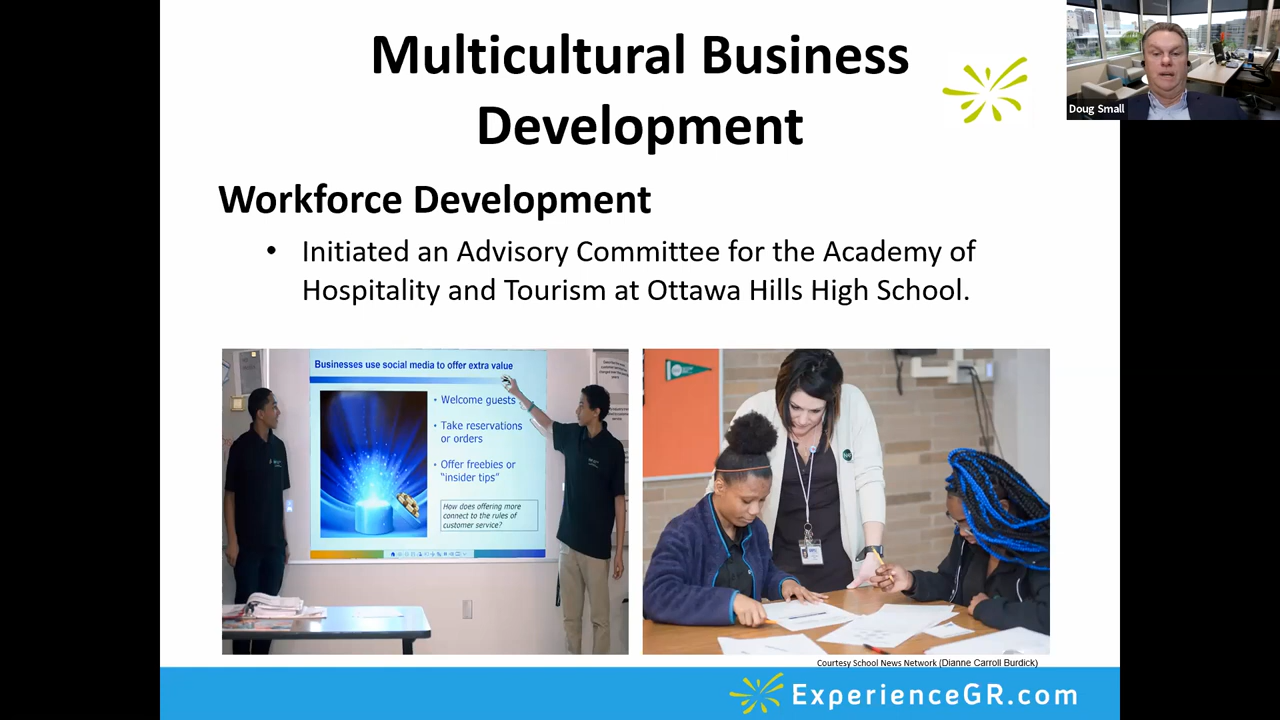 Multicultural Business
Development
Doug Small
Workforce Development
• Initiated an Advisory Committee for the Academy of
Hospitality and Tourism at Ottawa Hills High School.
Businesses use social media to offer extra value
• Welcome guests
• Take reservations
or orders
• Offer freebies or
"insider tips"
How does offering more
connect to the rules of
customer service?
Courtesy School News Network (Dianne Carroll Burdick)
ExperienceGR.com